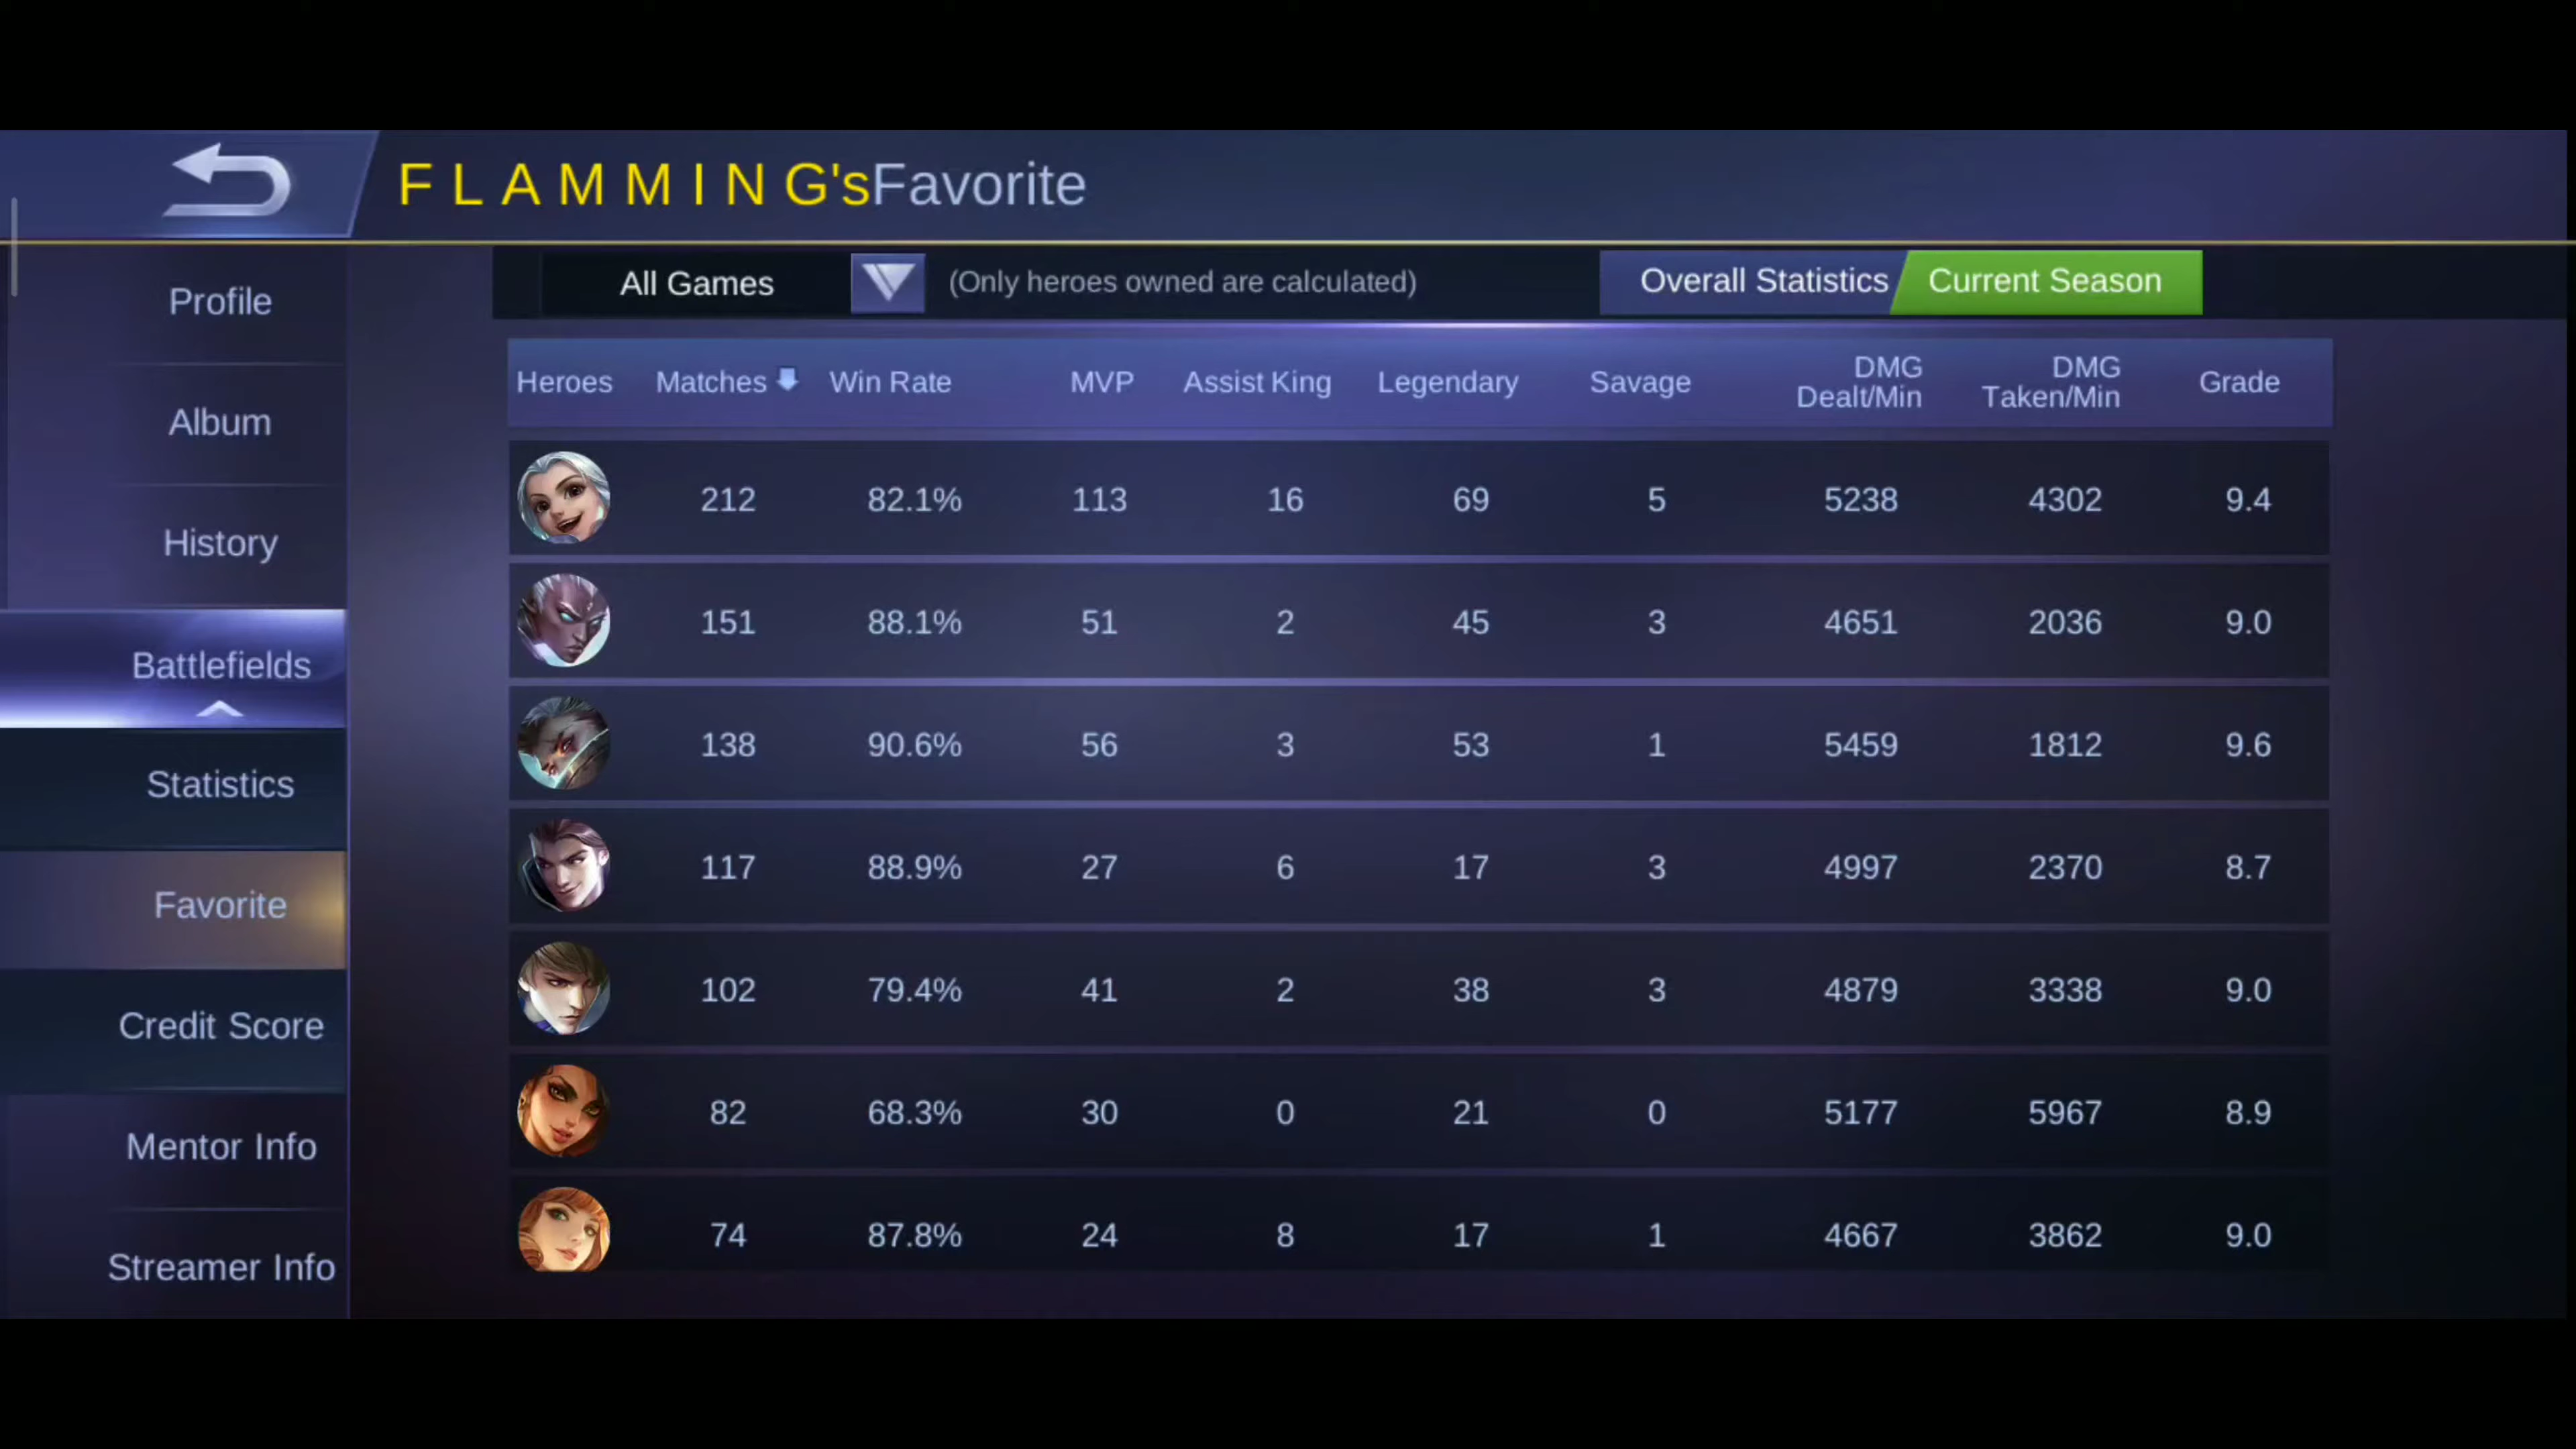 F L A M M I N G'sFavorite
All Games (Only heroes owned are calculated) Overall Statistics Current Season
Profile
Album
History
Battlefields
Statistics
Favorite
Credit Score
Mentor Info
Streamer Info
Heroes Matches Win Rate MVP Assist King Legendary Savage DMG Dealt/Min DMG Taken/Min Grade
212 82.1% 113 16 69 5 5238 4302 9.4
151 88.1% 51 2 45 3 4651 2036 9.0
138 90.6% 56 3 53 1 5459 1812 9.6
117 88.9% 27 6 17 3 4997 2370 8.7
102 79.4% 41 2 38 3 4879 3338 9.0
82 68.3% 30 0 21 0 5177 5967 8.9
74 87.8% 24 8 17 1 4667 3862 9.0